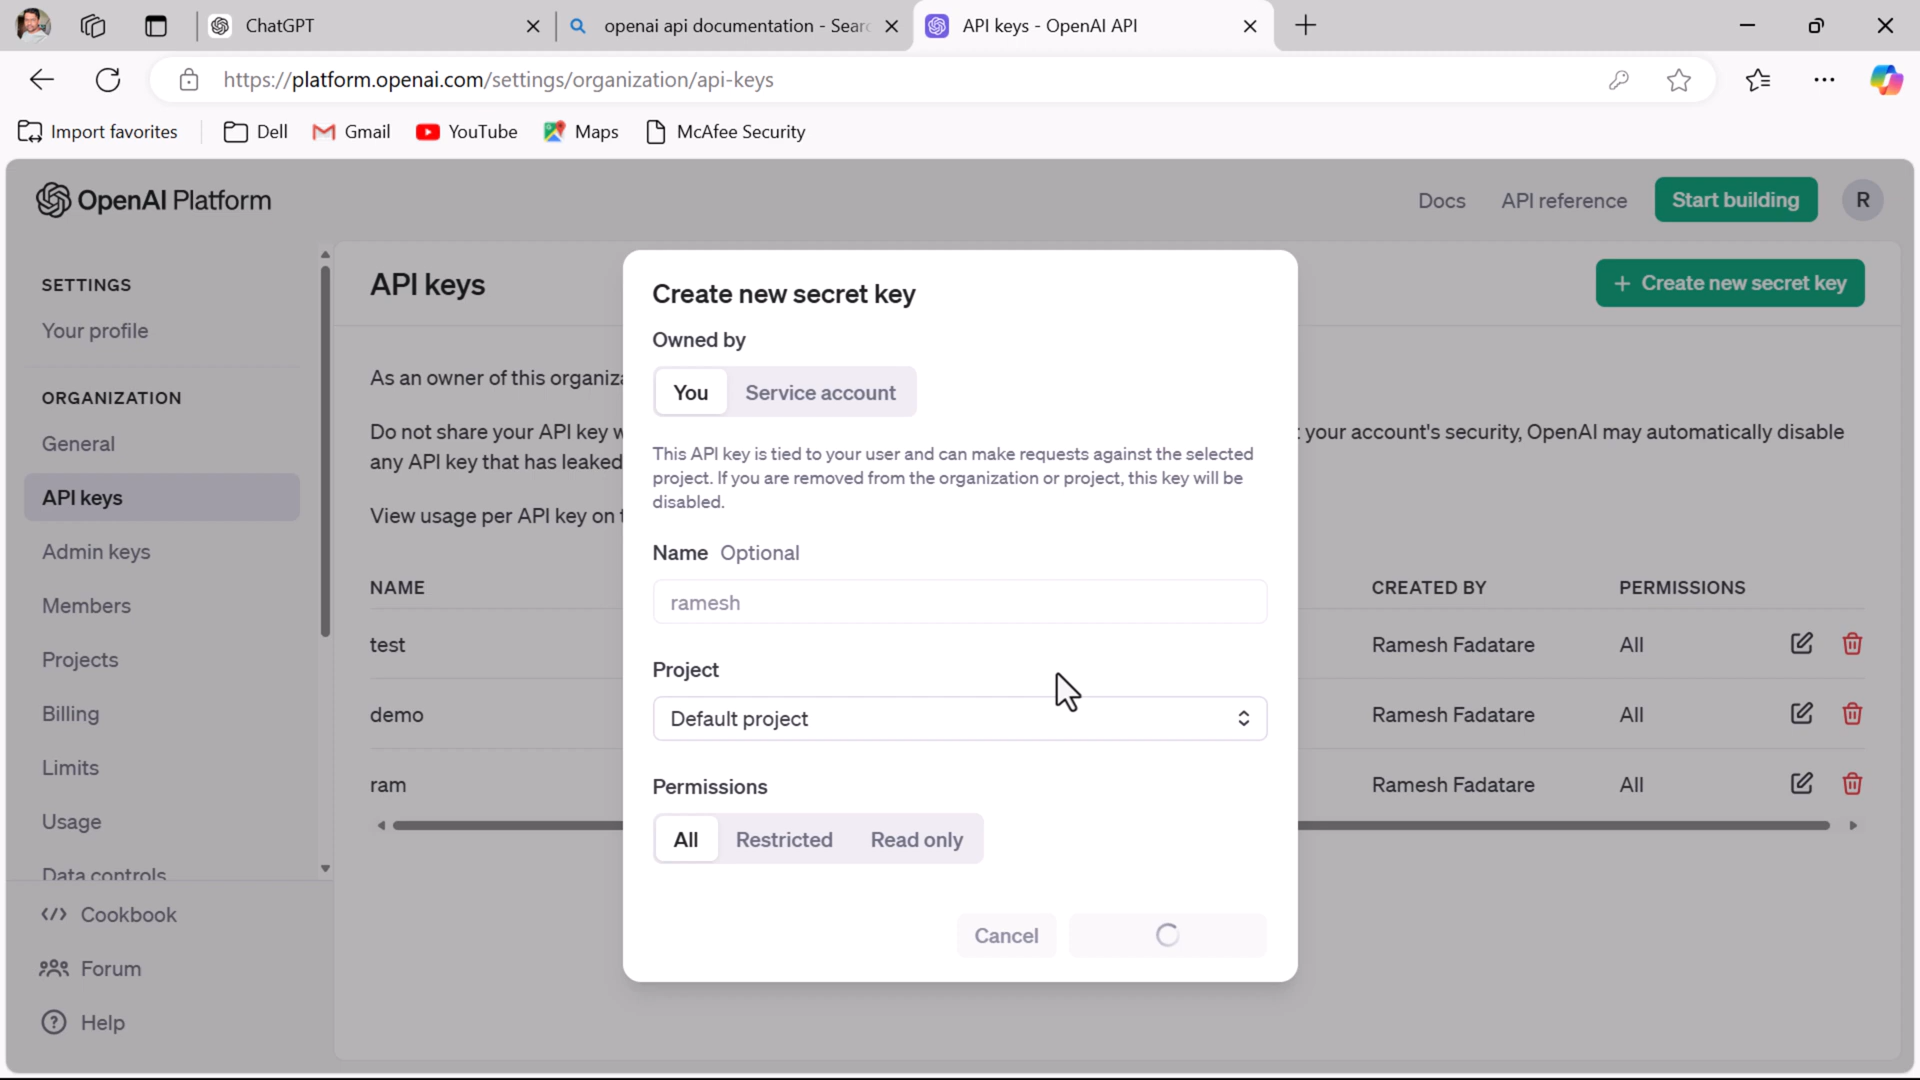 ChatGPT
openai api documentation - Searc
API keys - OpenAI API
https://platform.openai.com/settings/organization/api-keys
Import favorites
Dell
Gmail
YouTube
Maps
McAfee Security
OpenAI Platform
Docs
API reference
Start building
R
SETTINGS
Your profile
ORGANIZATION
General
API keys
Admin keys
Members
Projects
Billing
Limits
Usage
Data controls
Cookbook
Forum
Help
API keys
+ Create new secret key
As an owner of this organiza
Do not share your API key w
: your account's security, OpenAI may automatically disable
any API key that has leaked
View usage per API key on t
NAME
CREATED BY
PERMISSIONS
test
Ramesh Fadatare
All
demo
Ramesh Fadatare
All
ram
Ramesh Fadatare
All
Create new secret key
Owned by
You
Service account
This API key is tied to your user and can make requests against the selected
project. If you are removed from the organization or project, this key will be
disabled.
Name Optional
ramesh
Project
Default project
Permissions
All
Restricted
Read only
Cancel